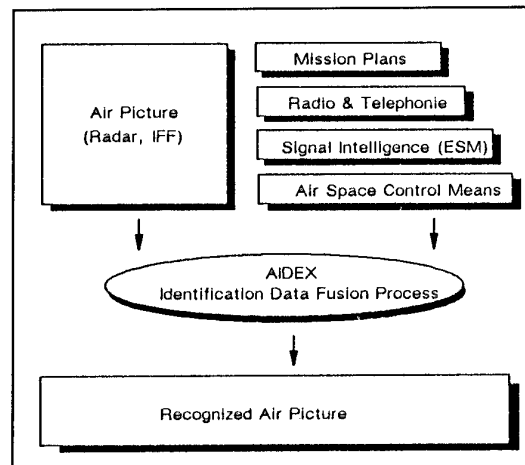 Air Picture
(Radar, IFF)
Mission Plans
Radio & Telephonie
Signal Intelligence (ESM)
Air Space Control Means
AIDEX
Identification Data Fusion Process
Recognized Air Picture